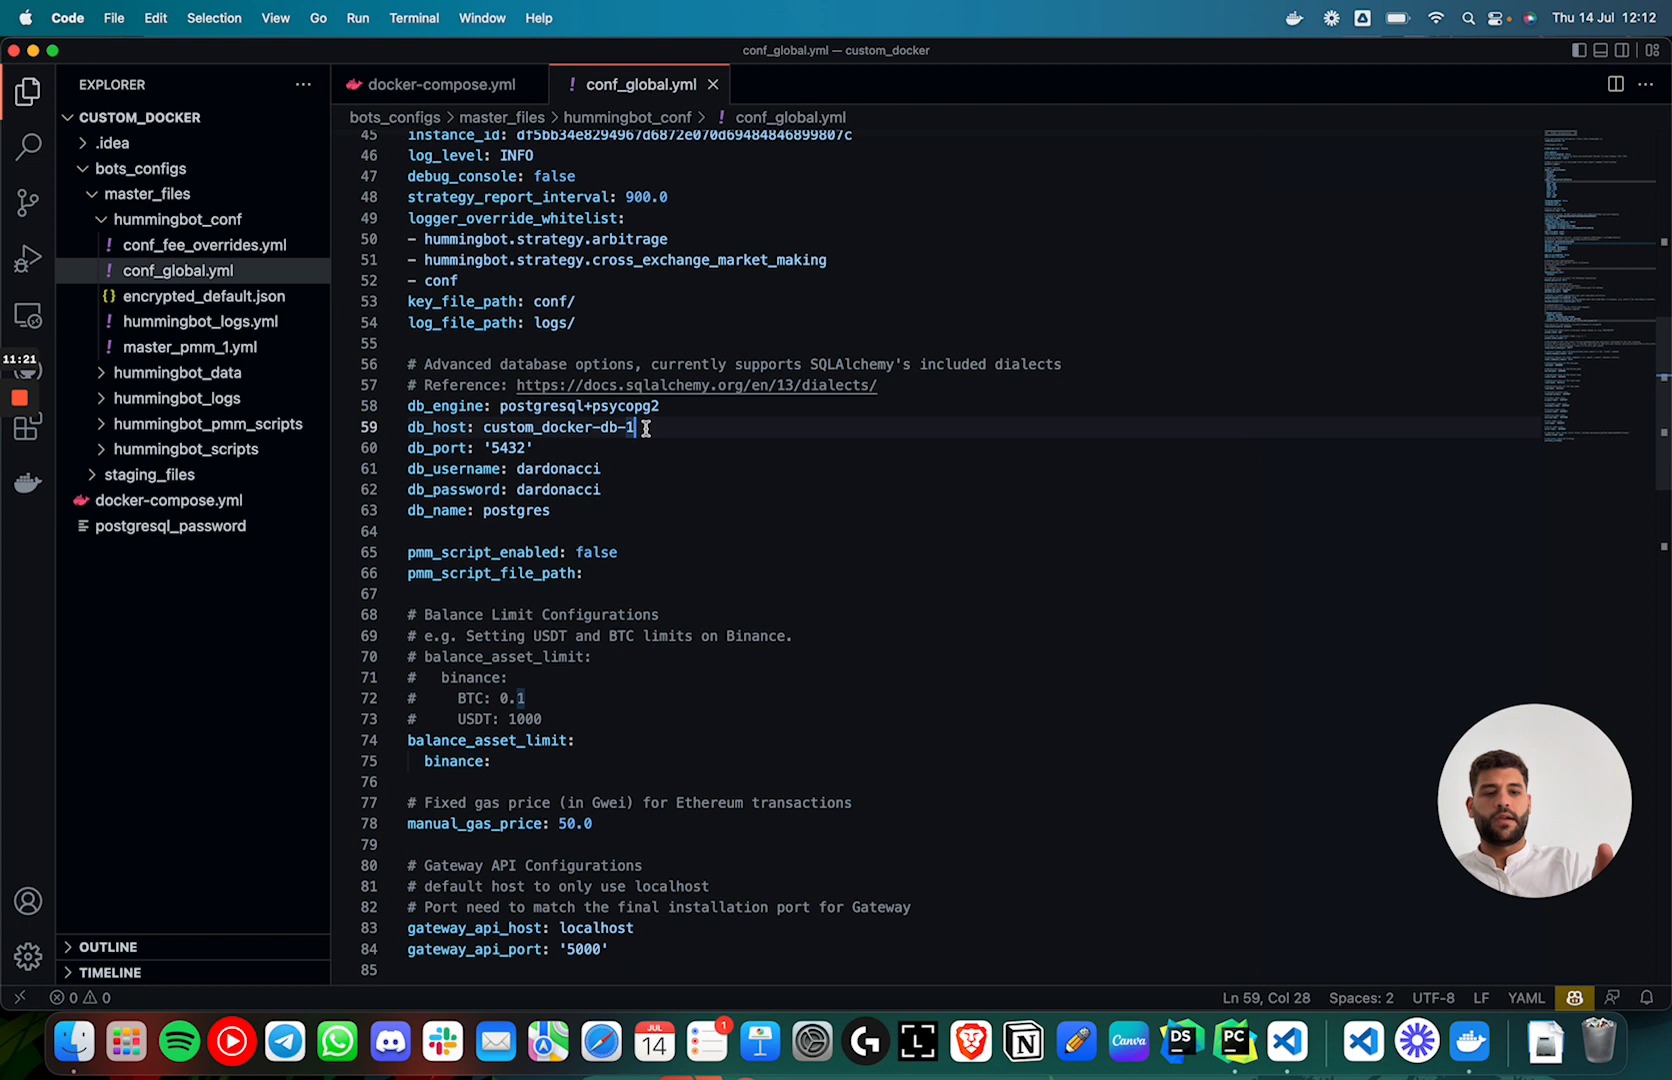 Code File Edit Selection View Go Run Terminal Window Help Thu 14 Jul 12:12
conf_global.yml — custom_docker
EXPLORER
CUSTOM_DOCKER
.idea
bots_configs
master_files
hummingbot_conf
conf_fee_overrides.yml
conf_global.yml
encrypted_default.json
hummingbot_logs.yml
master_pmm_1.yml
hummingbot_data
hummingbot_logs
hummingbot_pmm_scripts
hummingbot_scripts
staging_files
docker-compose.yml
postgresql_password
OUTLINE
TIMELINE
11:21
docker-compose.yml conf_global.yml
bots_configs > master_files > hummingbot_conf > conf_global.yml
45 instance_id: df5bb34e8294967d6872e070d69484846899807c
46 log_level: INFO
47 debug_console: false
48 strategy_report_interval: 900.0
49 logger_override_whitelist:
50 - hummingbot.strategy.arbitrage
51 - hummingbot.strategy.cross_exchange_market_making
52 - conf
53 key_file_path: conf/
54 log_file_path: logs/
55
56 # Advanced database options, currently supports SQLAlchemy's included dialects
57 # Reference: https://docs.sqlalchemy.org/en/13/dialects/
58 db_engine: postgresql+psycopg2
59 db_host: custom_docker-db-1
60 db_port: '5432'
61 db_username: dardonacci
62 db_password: dardonacci
63 db_name: postgres
64
65 pmm_script_enabled: false
66 pmm_script_file_path:
67
68 # Balance Limit Configurations
69 # e.g. Setting USDT and BTC limits on Binance.
70 # balance_asset_limit:
71 #   binance:
72 #     BTC: 0.1
73 #     USDT: 1000
74 balance_asset_limit:
75   binance:
76
77 # Fixed gas price (in Gwei) for Ethereum transactions
78 manual_gas_price: 50.0
79
80 # Gateway API Configurations
81 # default host to only use localhost
82 # Port need to match the final installation port for Gateway
83 gateway_api_host: localhost
84 gateway_api_port: '5000'
85
0 0 Ln 59, Col 28 Spaces: 2 UTF-8 LF YAML
JUL
14
1
Canva
DS
PC